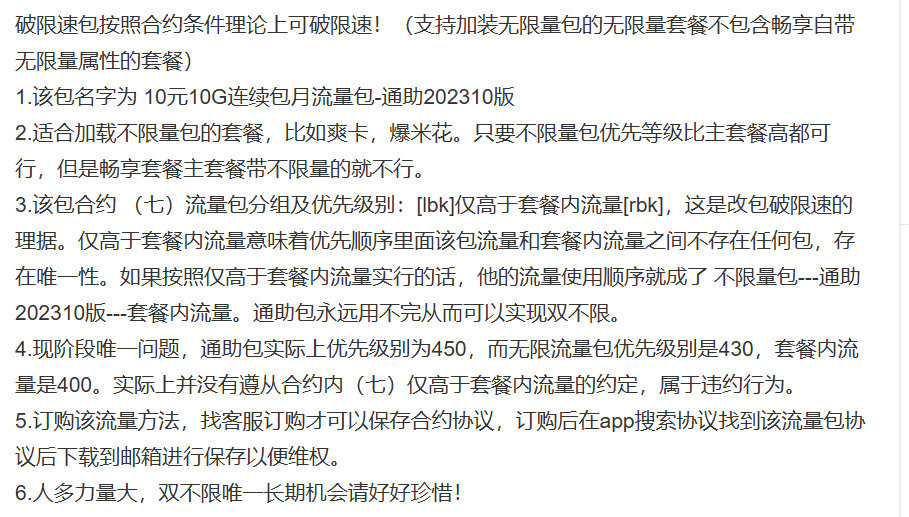 破限速包按照合约条件理论上可破限速！（支持加装无限量包的无限量套餐不包含畅享自带
无限量属性的套餐）
1.该包名字为 10元10G连续包月流量包-通助202310版
2.适合加载不限量包的套餐，比如爽卡，爆米花。只要不限量包优先等级比主套餐高都可
行，但是畅享套餐主套餐带不限量的就不行。
3.该包合约 （七）流量包分组及优先级别：[lbk]仅高于套餐内流量[rbk]，这是改包破限速的
理据。仅高于套餐内流量意味着优先顺序里面该包流量和套餐内流量之间不存在任何包，存
在唯一性。如果按照仅高于套餐内流量实行的话，他的流量使用顺序就成了 不限量包---通助
202310版---套餐内流量。通助包永远用不完从而可以实现双不限。
4.现阶段唯一问题，通助包实际上优先级别为450，而无限流量包优先级别是430，套餐内流
量是400。实际上并没有遵从合约内（七）仅高于套餐内流量的约定，属于违约行为。
5.订购该流量方法，找客服订购才可以保存合约协议，订购后在app搜索协议找到该流量包协
议后下载到邮箱进行保存以便维权。
6.人多力量大，双不限唯一长期机会请好好珍惜！